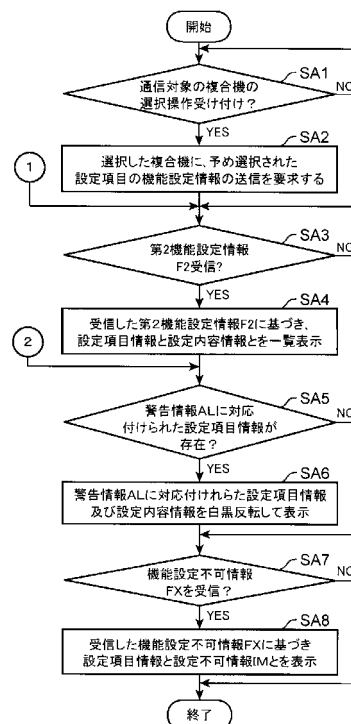 開始
SA1
通信対象の複合機の
選択操作受け付け？
NO
YES
SA2
選択した複合機に、予め選択された
設定項目の機能設定情報の送信を要求する
1
SA3
第2機能設定情報
F2受信？
NO
YES
SA4
受信した第2機能設定情報F2に基づき、
設定項目情報と設定内容情報とを一覧表示
2
SA5
警告情報ALに対応
付けられた設定項目情報が
存在？
NO
YES
SA6
警告情報ALに対応付けれらた設定項目情報
及び設定内容情報を白黒反転して表示
SA7
機能設定不可情報
FXを受信？
NO
YES
SA8
受信した機能設定不可情報FXに基づき
設定項目情報と設定不可情報IMとを表示
終了